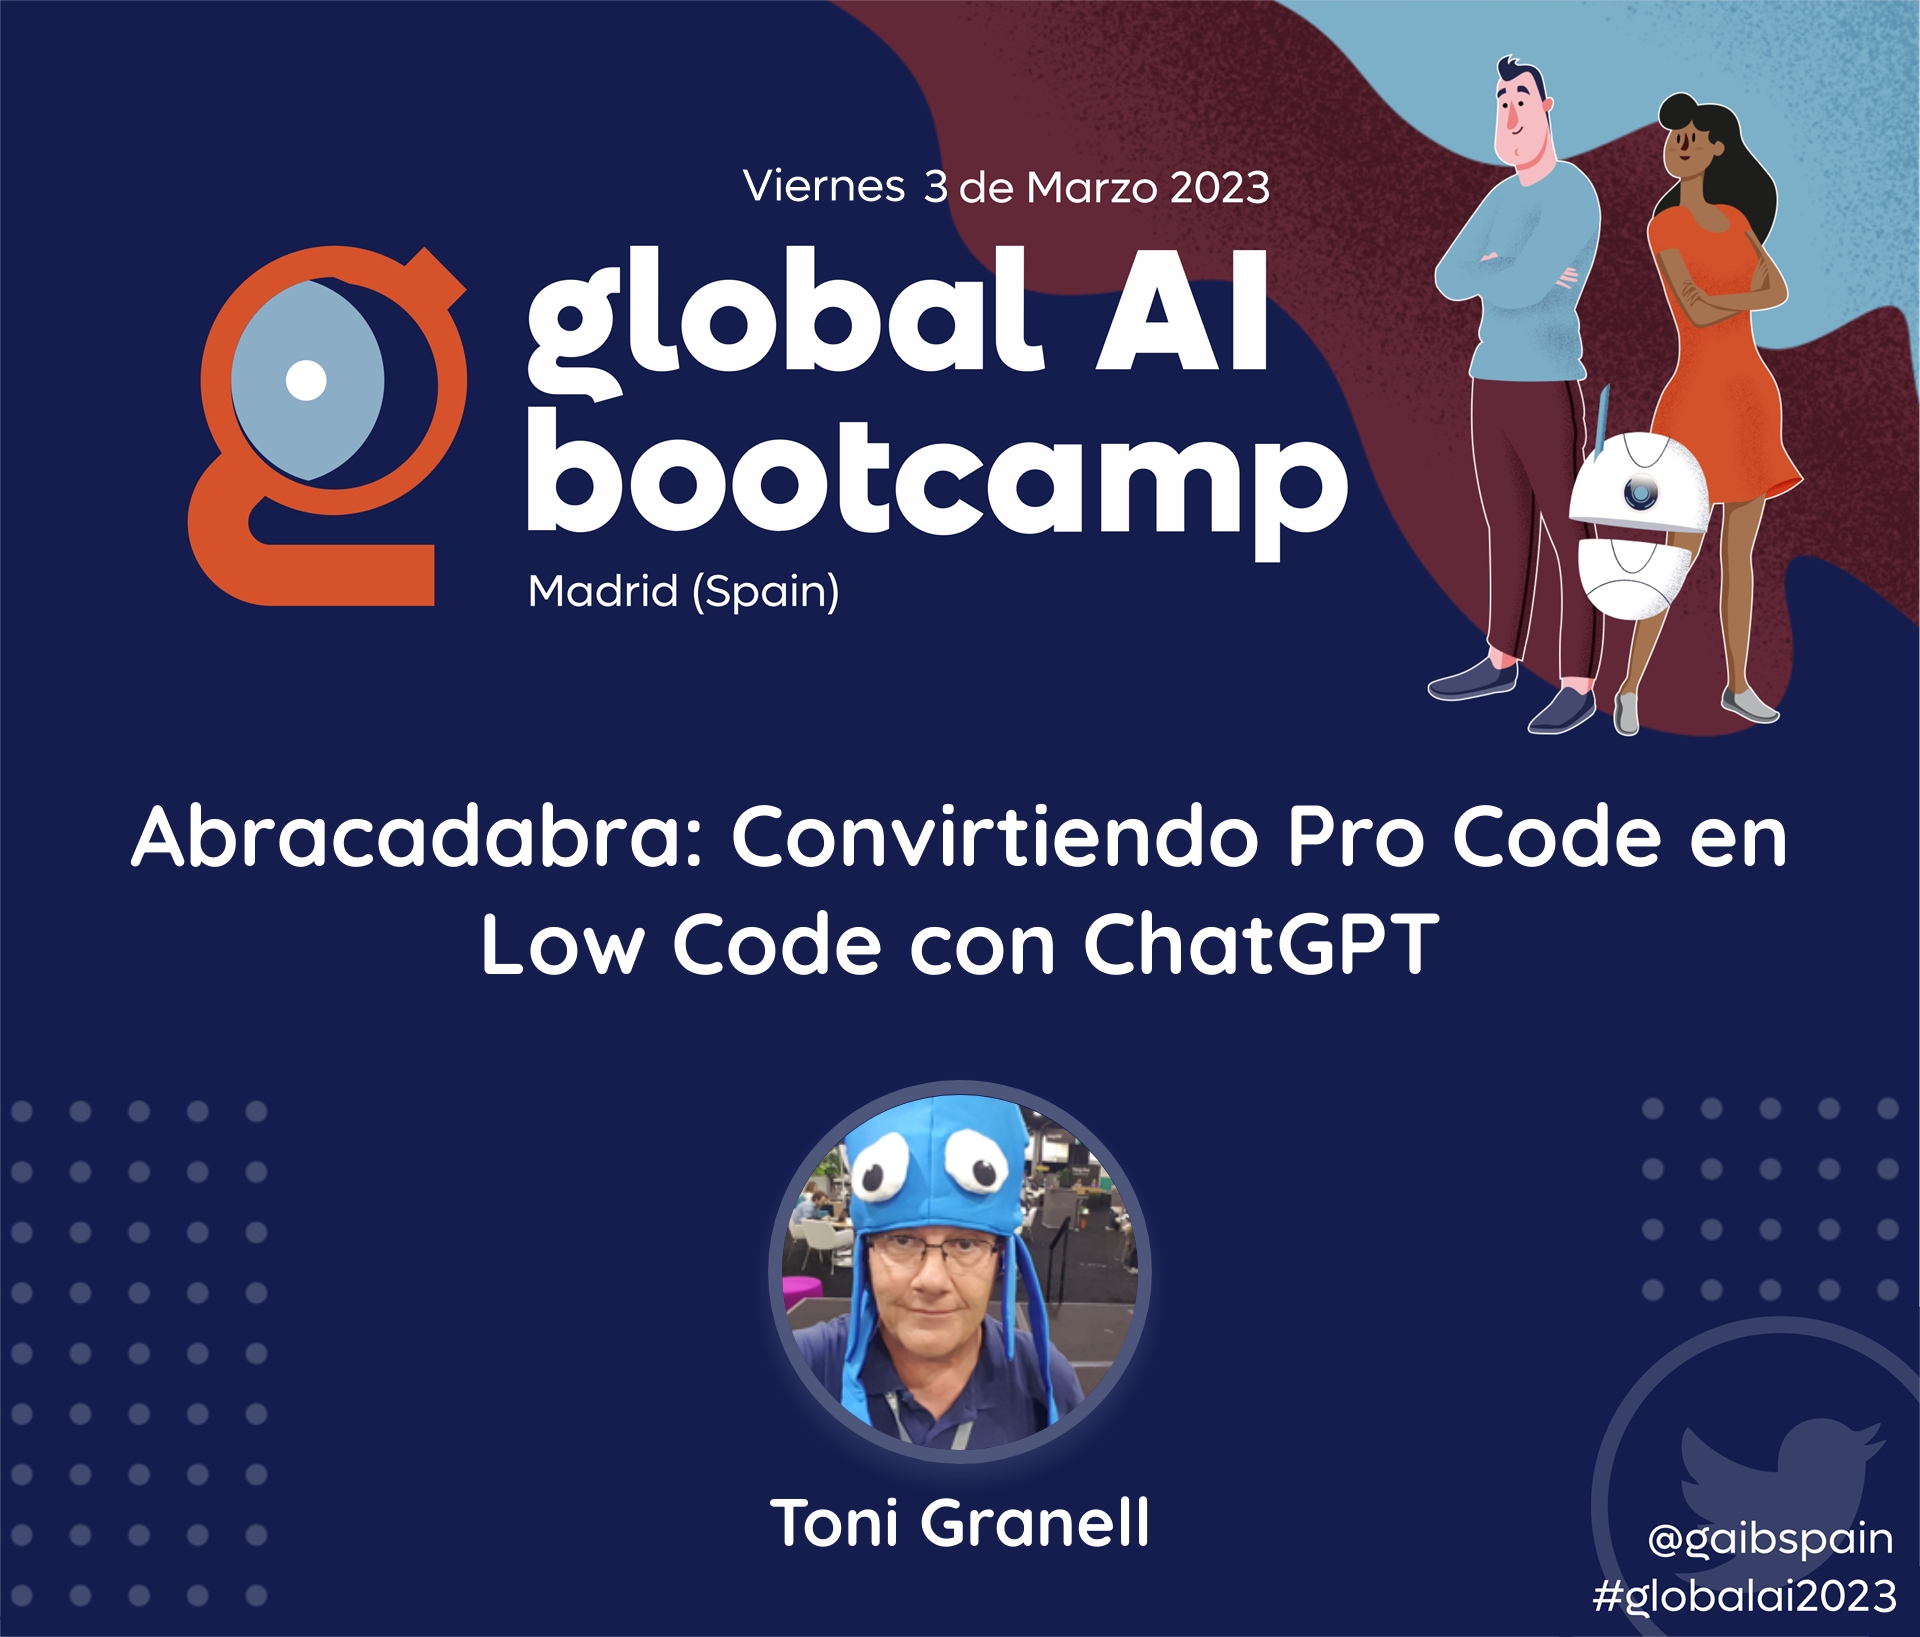 Viernes 3 de Marzo 2023
global AI
bootcamp
Madrid (Spain)
Abracadabra: Convirtiendo Pro Code en
Low Code con ChatGPT
Toni Granell
@gaibspain
#globalai2023